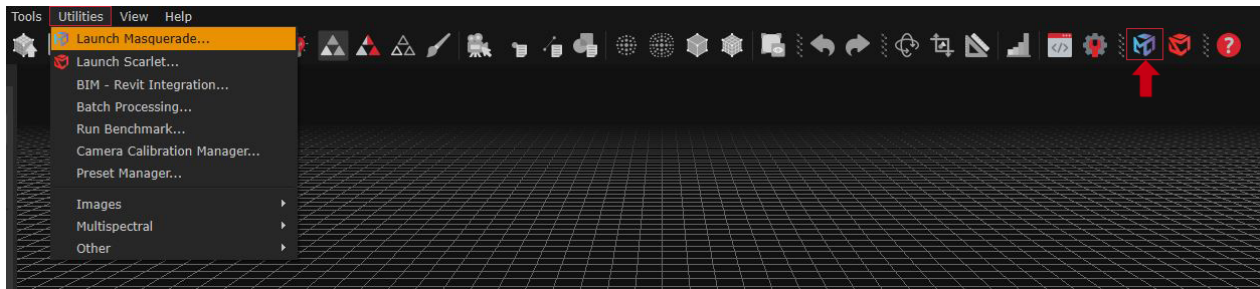 Tools Utilities View Help
Launch Masquerade...
Launch Scarlet...
BIM - Revit Integration...
Batch Processing...
Run Benchmark...
Camera Calibration Manager...
Preset Manager...
Images
Multispectral
Other